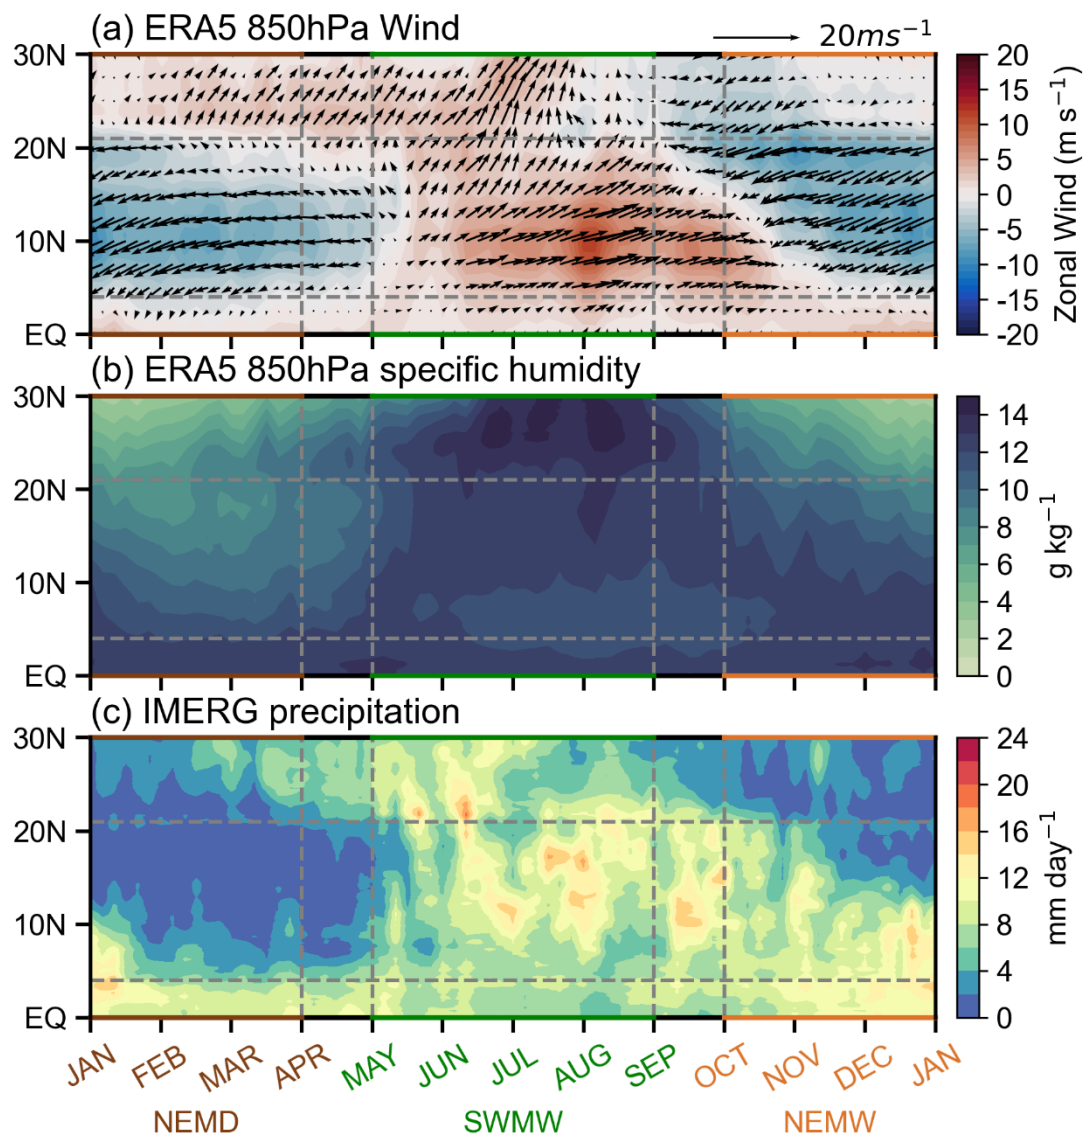 (a) ERA5 850hPa Wind
20ms⁻¹
30N
20N
10N
EQ
20
15
10
5
0
-5
-10
-15
-20
Zonal Wind (m s⁻¹)
(b) ERA5 850hPa specific humidity
30N
20N
10N
EQ
14
12
10
8
6
4
2
0
g kg⁻¹
(c) IMERG precipitation
30N
20N
10N
EQ
24
20
16
12
8
4
0
mm day⁻¹
JAN FEB MAR APR MAY JUN JUL AUG SEP OCT NOV DEC JAN
NEMD SWMW NEMW